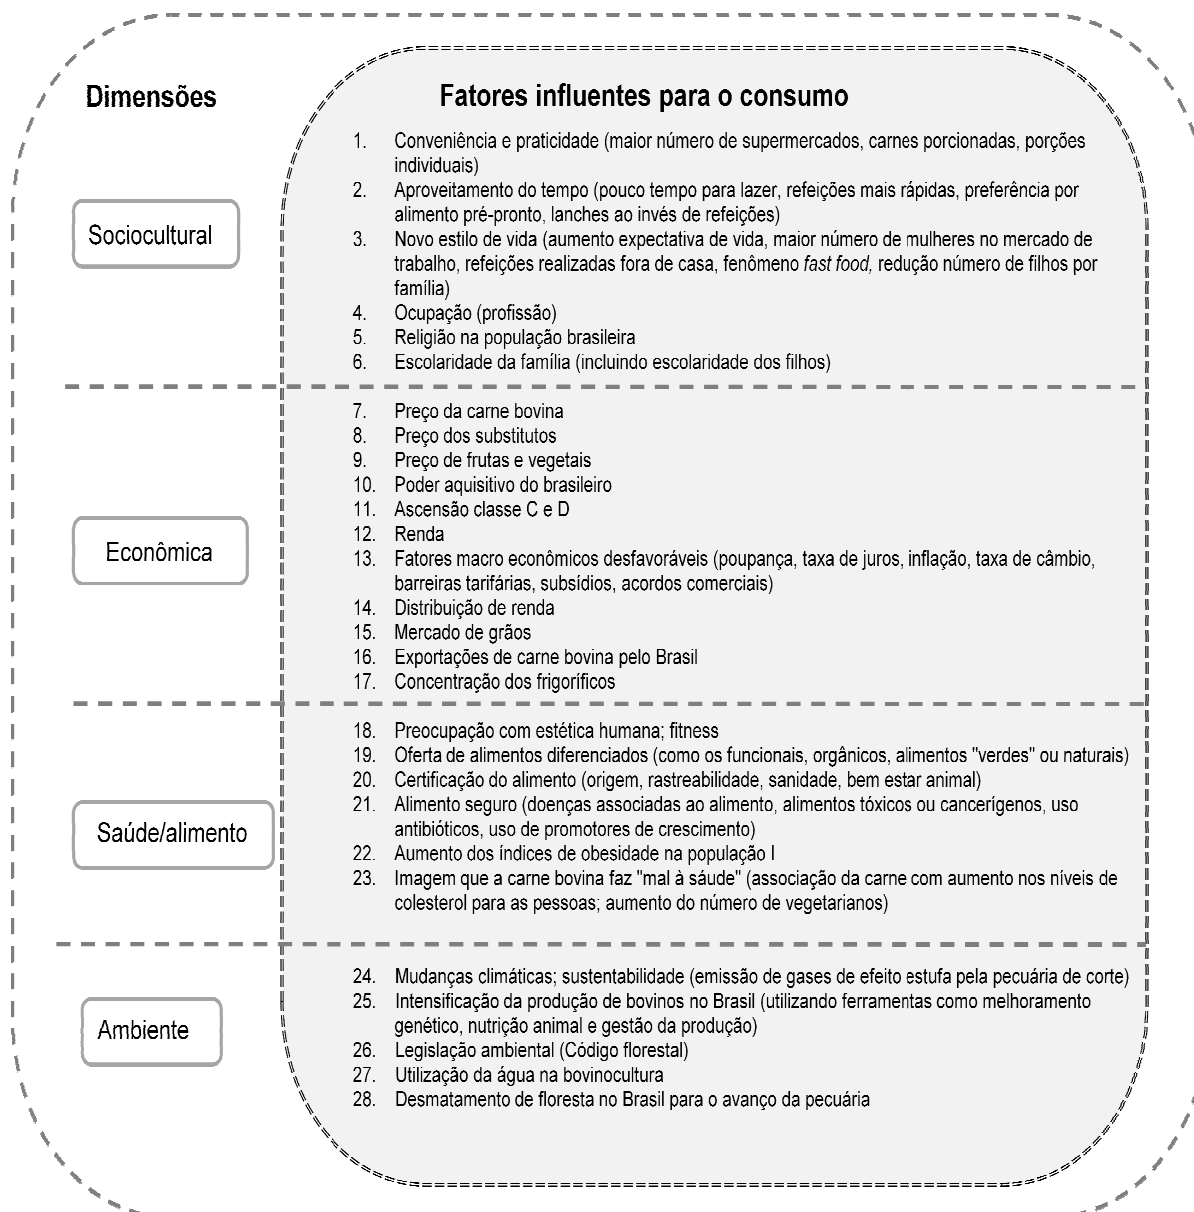 Dimensões
Fatores influentes para o consumo
Sociocultural
1. Conveniência e praticidade (maior número de supermercados, carnes porcionadas, porções
individuais)
2. Aproveitamento do tempo (pouco tempo para lazer, refeições mais rápidas, preferência por
alimento pré-pronto, lanches ao invés de refeições)
3. Novo estilo de vida (aumento expectativa de vida, maior número de mulheres no mercado de
trabalho, refeições realizadas fora de casa, fenômeno fast food, redução número de filhos por
família)
4. Ocupação (profissão)
5. Religião na população brasileira
6. Escolaridade da família (incluindo escolaridade dos filhos)
Econômica
7. Preço da carne bovina
8. Preço dos substitutos
9. Preço de frutas e vegetais
10. Poder aquisitivo do brasileiro
11. Ascensão classe C e D
12. Renda
13. Fatores macro econômicos desfavoráveis (poupança, taxa de juros, inflação, taxa de câmbio,
barreiras tarifárias, subsídios, acordos comerciais)
14. Distribuição de renda
15. Mercado de grãos
16. Exportações de carne bovina pelo Brasil
17. Concentração dos frigoríficos
Saúde/alimento
18. Preocupação com estética humana; fitness
19. Oferta de alimentos diferenciados (como os funcionais, orgânicos, alimentos "verdes" ou naturais)
20. Certificação do alimento (origem, rastreabilidade, sanidade, bem estar animal)
21. Alimento seguro (doenças associadas ao alimento, alimentos tóxicos ou cancerígenos, uso
antibióticos, uso de promotores de crescimento)
22. Aumento dos índices de obesidade na população I
23. Imagem que a carne bovina faz "mal à sáude" (associação da carne com aumento nos níveis de
colesterol para as pessoas; aumento do número de vegetarianos)
Ambiente
24. Mudanças climáticas; sustentabilidade (emissão de gases de efeito estufa pela pecuária de corte)
25. Intensificação da produção de bovinos no Brasil (utilizando ferramentas como melhoramento
genético, nutrição animal e gestão da produção)
26. Legislação ambiental (Código florestal)
27. Utilização da água na bovinocultura
28. Desmatamento de floresta no Brasil para o avanço da pecuária